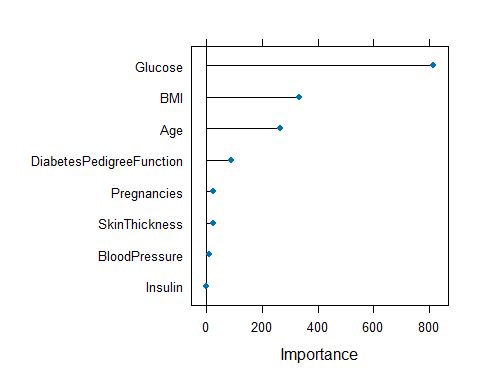 Glucose
BMI
Age
DiabetesPedigreeFunction
Pregnancies
SkinThickness
BloodPressure
Insulin
0 200 400 600 800
Importance